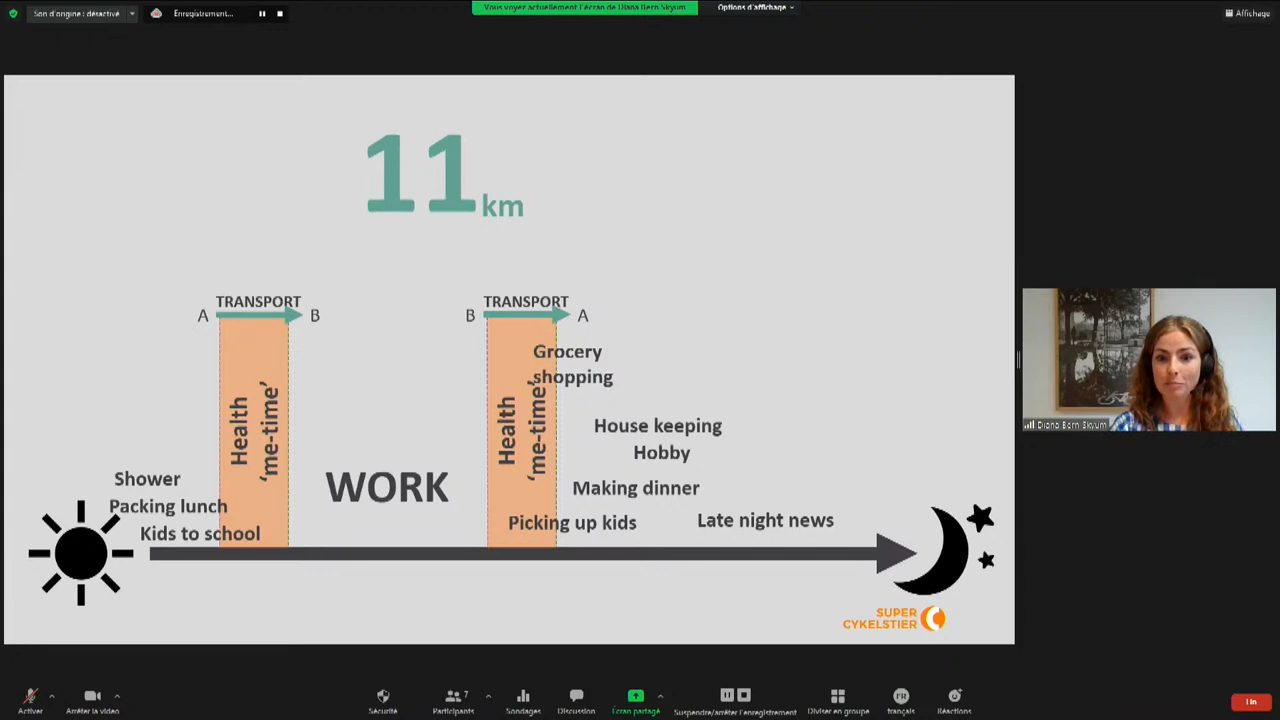 Son d'origine : désactivé
Enregistrement...
Vous voyez actuellement l'écran de Diana Bern Skyum
Options d'affichage
Affichage
11 km
TRANSPORT
A B
TRANSPORT
B A
Health
'me-time'
Health
'me-time'
Grocery
shopping
House keeping
Hobby
Making dinner
Picking up kids
Late night news
WORK
Shower
Packing lunch
Kids to school
SUPER
CYKELSTIER
Diana Bern Skyum
Activer
Arrêter la vidéo
Sécurité
Participants
7
Sondages
Discussion
Écran partagé
Suspendre/arrêter l'enregistrement
Diviser en groupe
FR
français
Réactions